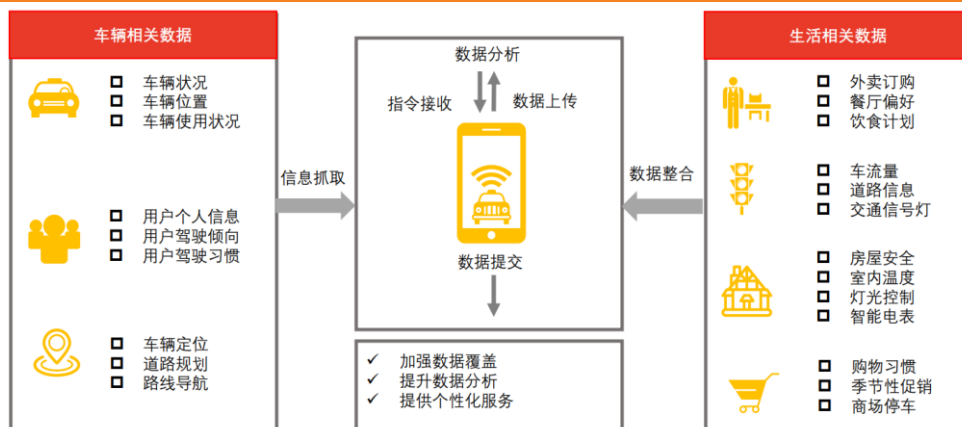 车辆相关数据
车辆状况
车辆位置
车辆使用状况
用户个人信息
用户驾驶倾向
用户驾驶习惯
车辆定位
道路规划
路线导航
信息抓取
数据分析
指令接收
数据上传
数据提交
加强数据覆盖
提升数据分析
提供个性化服务
数据整合
生活相关数据
外卖订购
餐厅偏好
饮食计划
车流量
道路信息
交通信号灯
房屋安全
室内温度
灯光控制
智能电表
购物习惯
季节性促销
商场停车